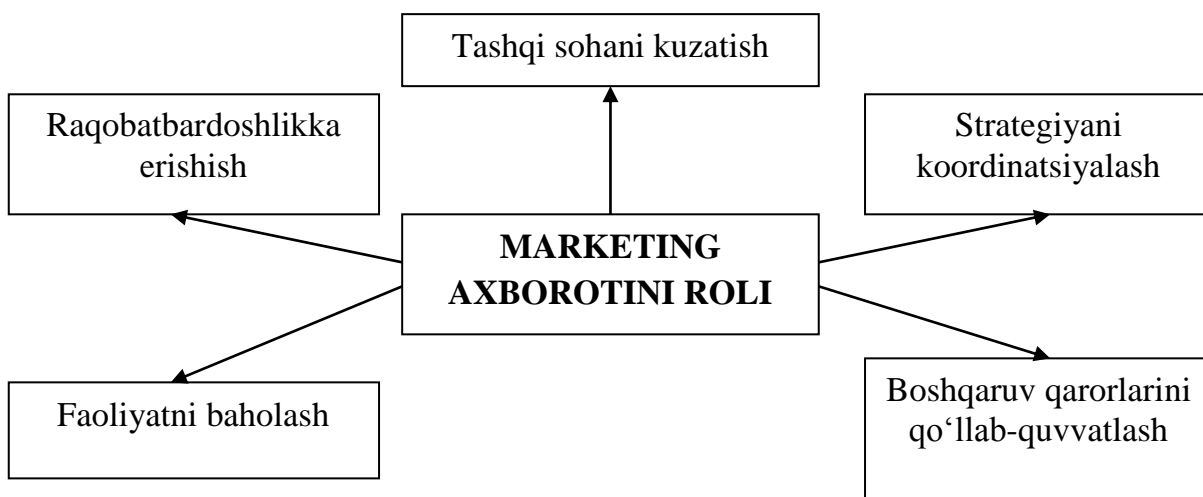 Tashqi sohani kuzatish
Raqobatbardoshlikka
erishish
Strategiyani
koordinatsiyalash
MARKETING
AXBOROTINI ROLI
Faoliyatni baholash
Boshqaruv qarorlarini
qo‘llab-quvvatlash